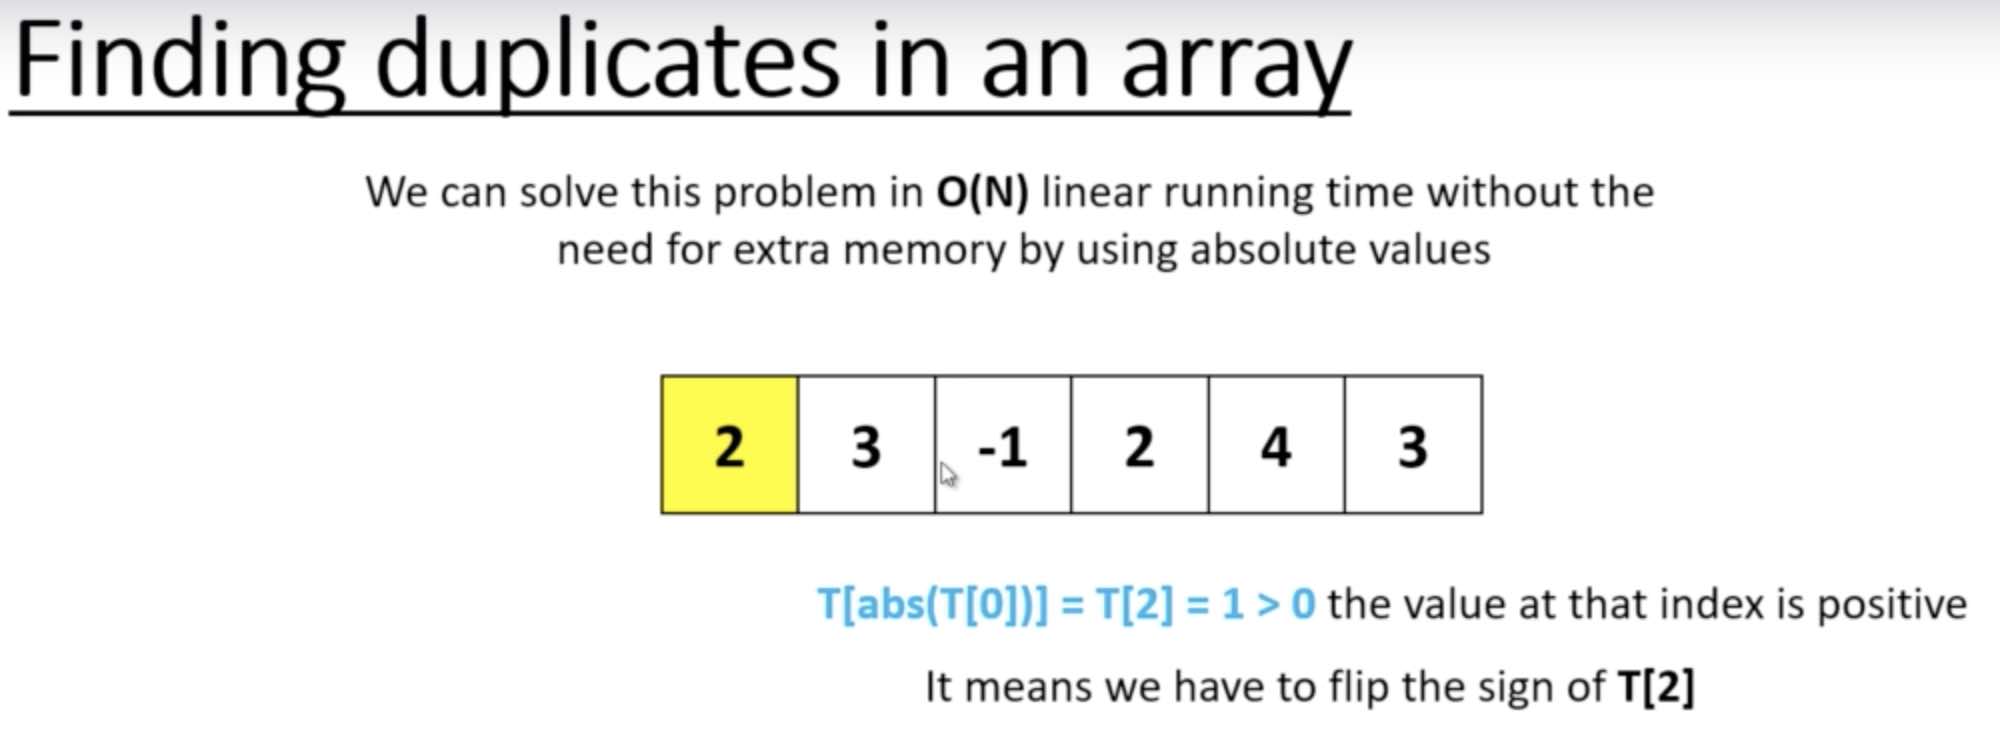 Finding duplicates in an array
We can solve this problem in O(N) linear running time without the
need for extra memory by using absolute values
2 3 -1 2 4 3
T[abs(T[0])] = T[2] = 1 > 0 the value at that index is positive
It means we have to flip the sign of T[2]